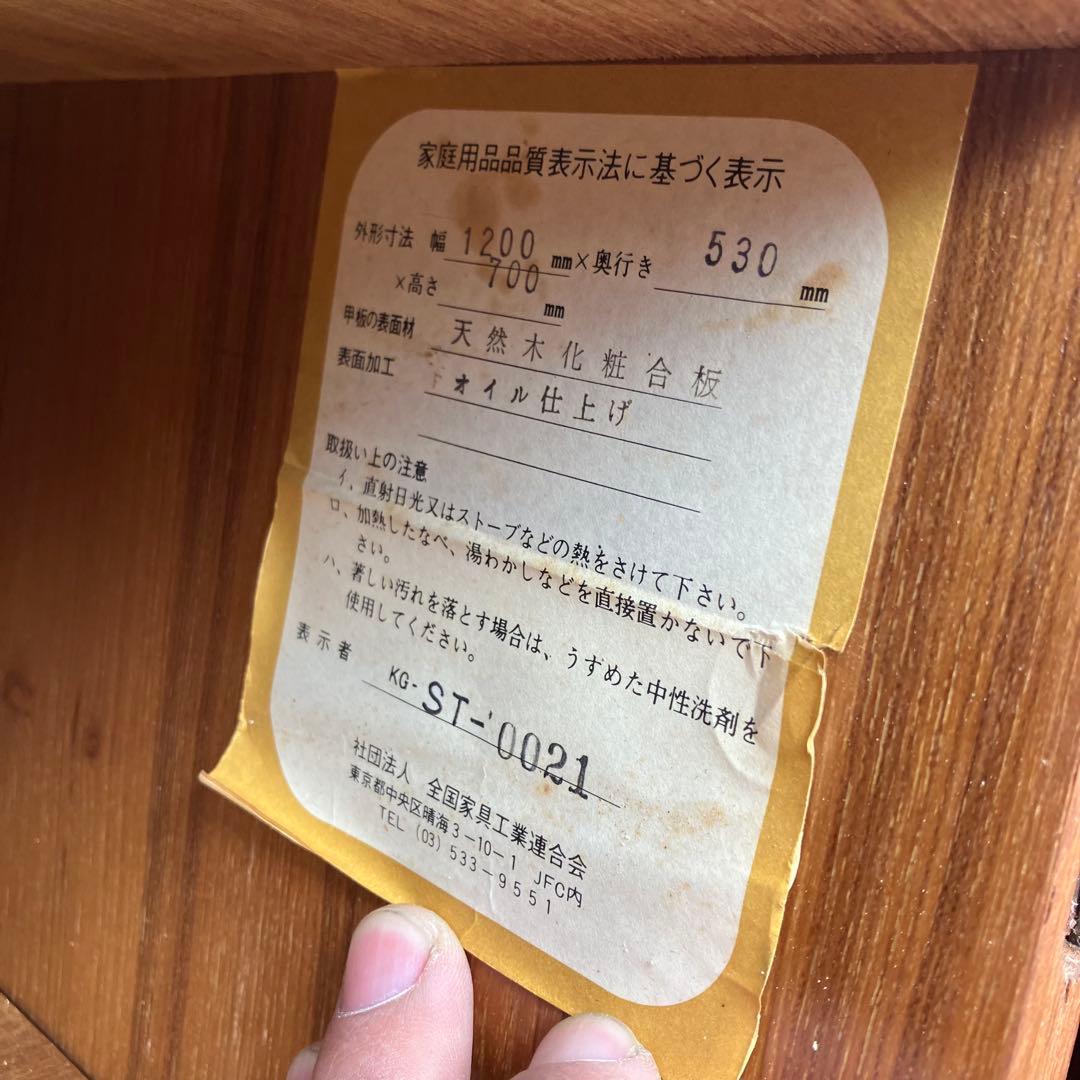 家庭用品品質表示法に基づく表示
外形寸法 幅 1200 mm×奥行き 530 mm
×高さ 700 mm
甲板の表面材 天然木化粧合板
表面加工 オイル仕上げ
取扱い上の注意
イ、直射日光又はストーブなどの熱をさけて下さい。
ロ、加熱したなべ、湯わかしなどを直接置かないで下
さい。
ハ、著しい汚れを落とす場合は、うすめた中性洗剤を
使用してください。
表示者 KG-ST-0021
社団法人 全国家具工業連合会
東京都中央区晴海3-10-1 JFC内
TEL (03) 533-9551